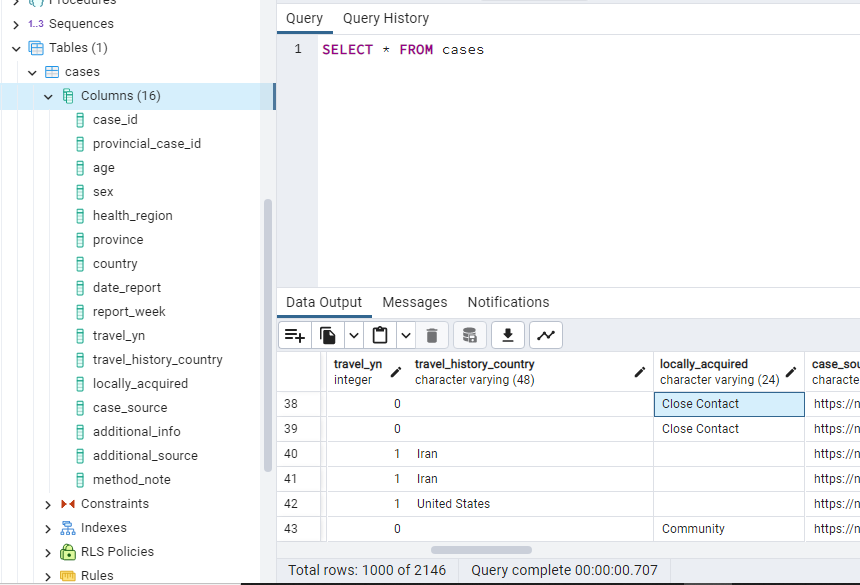 Procedures
1..3 Sequences
Tables (1)
cases
Columns (16)
case_id
provincial_case_id
age
sex
health_region
province
country
date_report
report_week
travel_yn
travel_history_country
locally_acquired
case_source
additional_info
additional_source
method_note
Constraints
Indexes
RLS Policies
Rules
Query Query History
1 SELECT * FROM cases
Data Output Messages Notifications
travel_yn travel_history_country locally_acquired case_sou
integer character varying (48) character varying (24) characte
38 0 Close Contact https://n
39 0 Close Contact https://n
40 1 Iran https://n
41 1 Iran https://n
42 1 United States https://n
43 0 Community https://n
Total rows: 1000 of 2146 Query complete 00:00:00.707